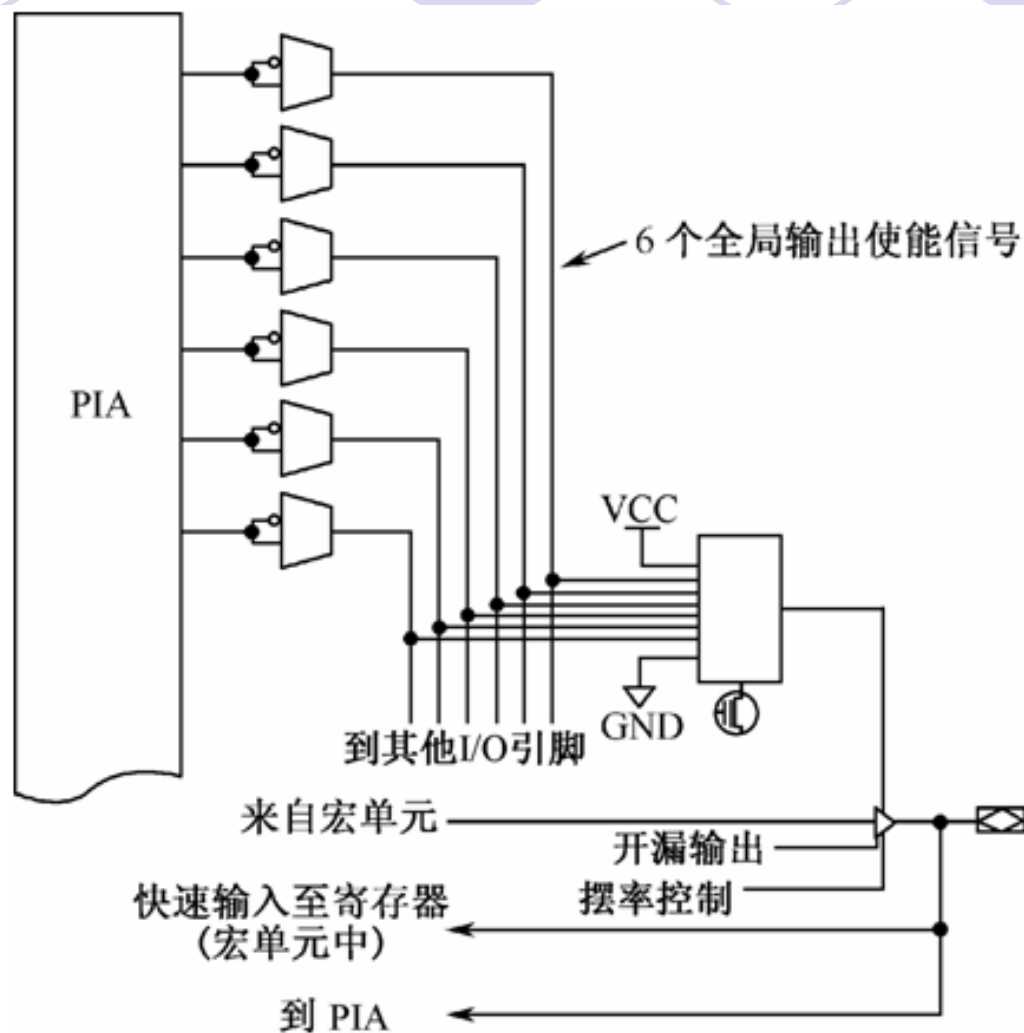 6 个全局输出使能信号
PIA
VCC
GND
到其他I/O引脚
来自宏单元
开漏输出
摆率控制
快速输入至寄存器
(宏单元中)
到 PIA